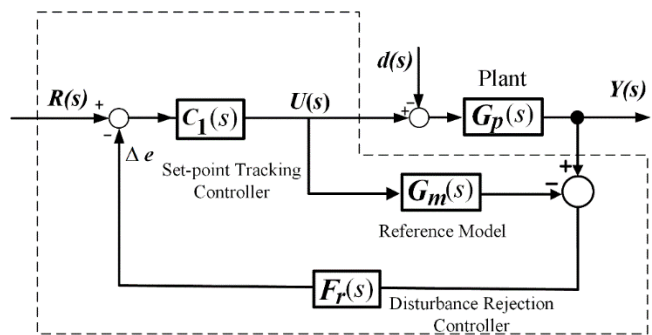 d(s)
Plant
R(s)
+
C1(s)
U(s)
+
−
Gp(s)
Y(s)
−
Δ e
Set-point Tracking
Controller
+
Gm(s)
−
Reference Model
Fr(s)
Disturbance Rejection
Controller